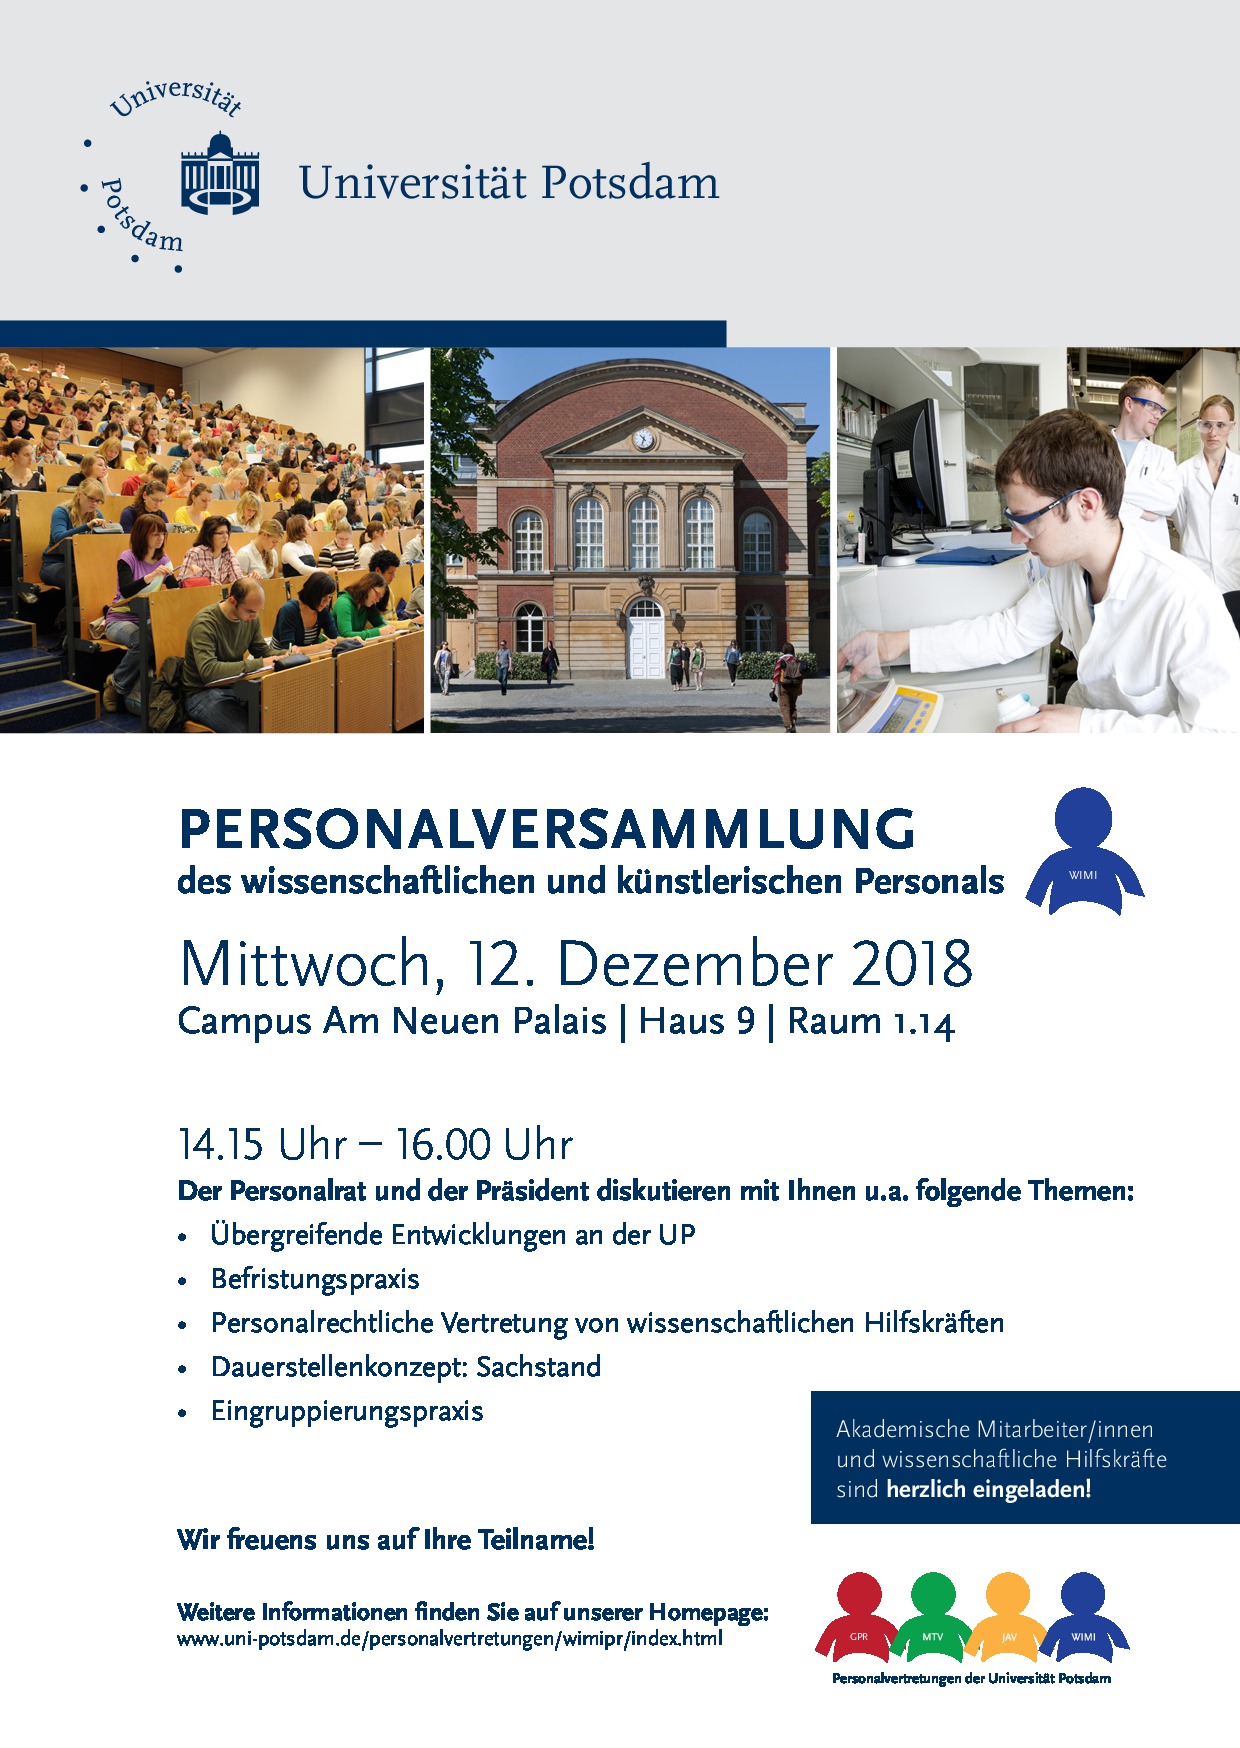 Universität
Potsdam
Universität Potsdam
PERSONALVERSAMMLUNG
des wissenschaftlichen und künstlerischen Personals
WIMI
Mittwoch, 12. Dezember 2018
Campus Am Neuen Palais | Haus 9 | Raum 1.14
14.15 Uhr – 16.00 Uhr
Der Personalrat und der Präsident diskutieren mit Ihnen u.a. folgende Themen:
• Übergreifende Entwicklungen an der UP
• Befristungspraxis
• Personalrechtliche Vertretung von wissenschaftlichen Hilfskräften
• Dauerstellenkonzept: Sachstand
• Eingruppierungspraxis
Akademische Mitarbeiter/innen
und wissenschaftliche Hilfskräfte
sind herzlich eingeladen!
Wir freuens uns auf Ihre Teilname!
Weitere Informationen finden Sie auf unserer Homepage:
www.uni-potsdam.de/personalvertretungen/wimipr/index.html
GPR MTV JAV WIMI
Personalvertretungen der Universität Potsdam